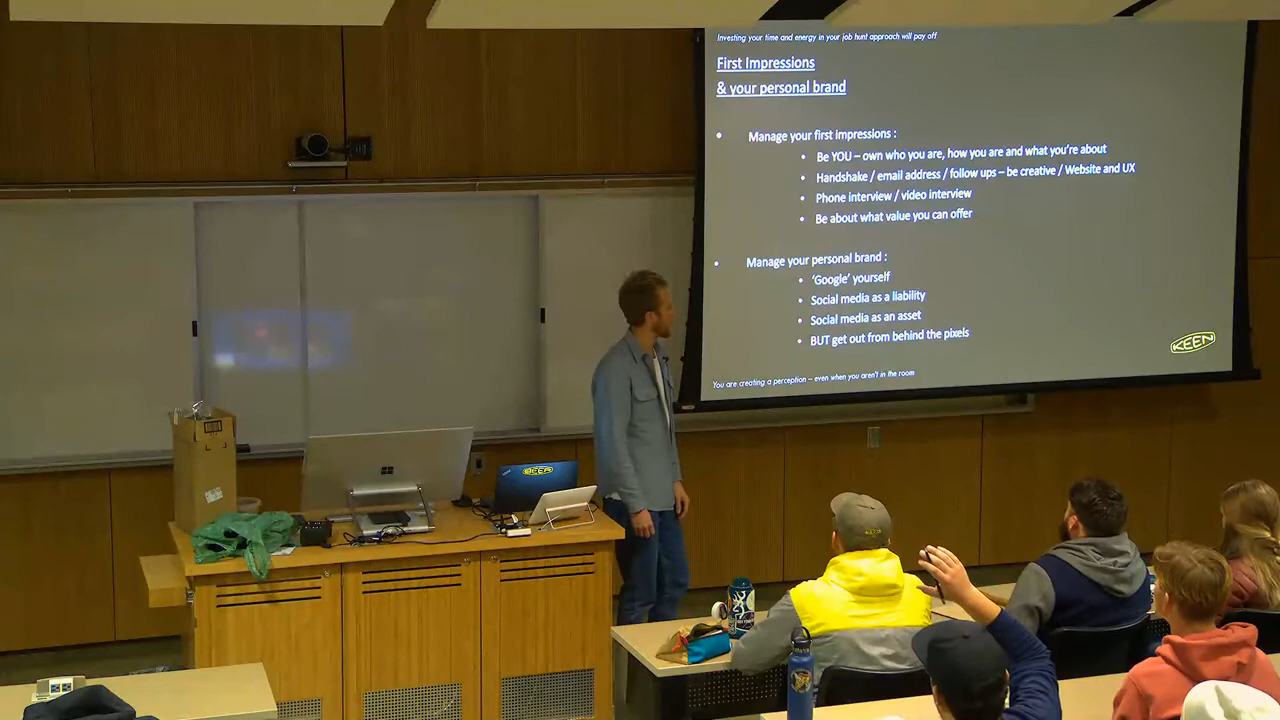 Investing your time and energy in your job hunt approach will pay off
First Impressions
& your personal brand
• Manage your first impressions :
• Be YOU – own who you are, how you are and what you're about
• Handshake / email address / follow ups – be creative / Website and UX
• Phone interview / video interview
• Be about what value you can offer
• Manage your personal brand :
• 'Google' yourself
• Social media as a liability
• Social media as an asset
• BUT get out from behind the pixels
KEEN
You are creating a perception – even when you aren't in the room